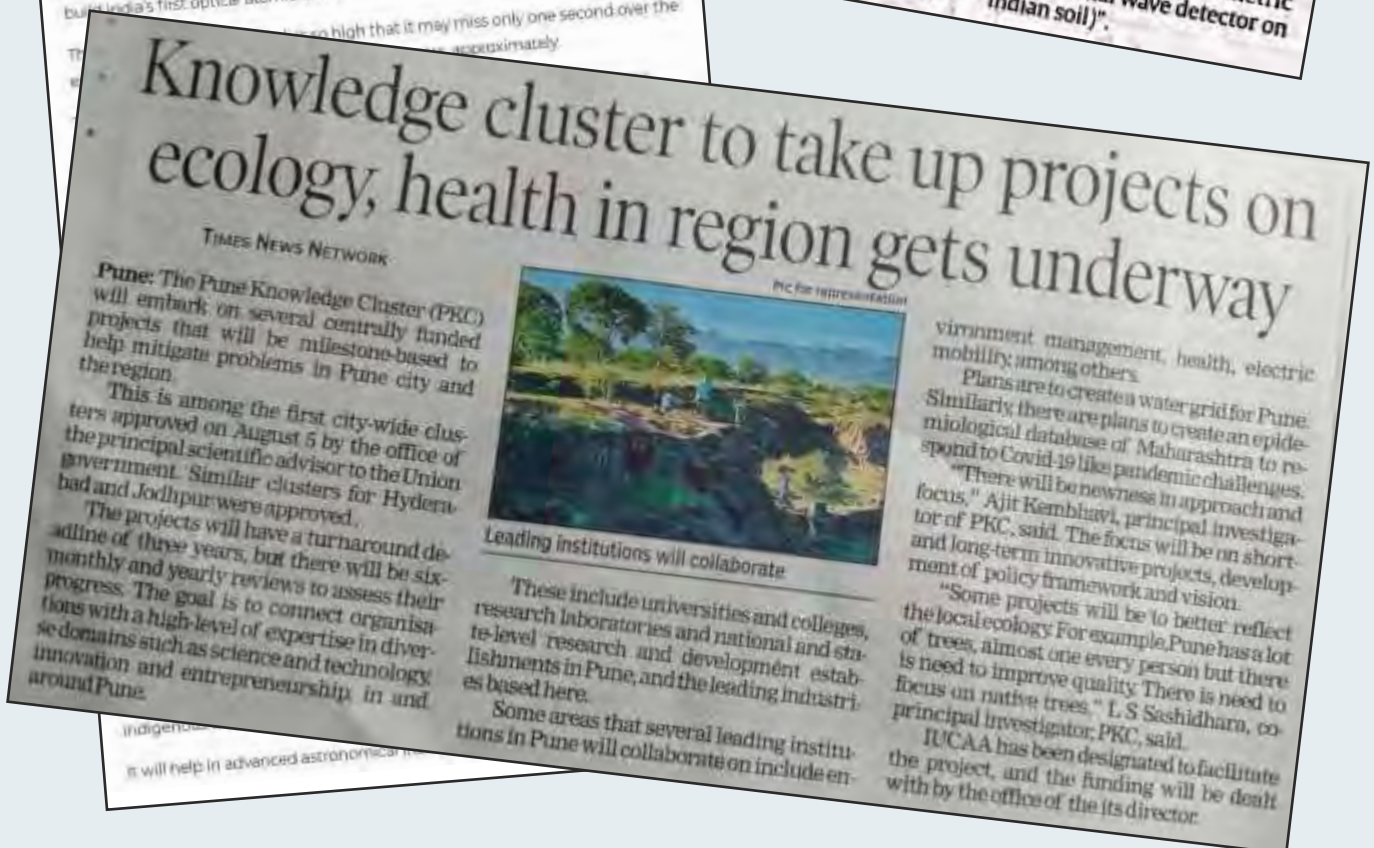 build India's first optical
so high that it may miss only one second over the
approximately
wave detector on
Indian soil)".
Knowledge cluster to take up projects on
ecology, health in region gets underway
TIMES NEWS NETWORK
Pune: The Pune Knowledge Cluster (PKC)
will embark on several centrally funded
projects that will be milestone-based to
help mitigate problems in Pune city and
the region.
This is among the first city-wide clus-
ters approved on August 5 by the office of
the principal scientific advisor to the Union
government. Similar clusters for Hydera-
bad and Jodhpur were approved.
The projects will have a turnaround de-
adline of three years, but there will be six-
monthly and yearly reviews to assess their
progress. The goal is to connect organisa
tions with a high-level of expertise in diver-
se domains such as science and technology,
innovation and entrepreneurship, in and
around Pune.
Pic for representation
Leading institutions will collaborate
These include universities and colleges,
research laboratories and national and sta-
te-level research and development estab-
lishments in Pune, and the leading industri-
es based here.
Some areas that several leading institu-
tions in Pune will collaborate on include en-
vironment management, health, electric
mobility, among others.
Plans are to create a water grid for Pune.
Similarly, there are plans to create an epide-
miological database of Maharashtra to re-
spond to Covid-19 like pandemic challenges.
"There will be newness in approach and
focus," Ajit Kembhavi, principal investiga-
tor of PKC, said. The focus will be on short-
and long-term innovative projects, develop-
ment of policy framework and vision.
"Some projects will be to better reflect
the local ecology. For example, Pune has a lot
of trees, almost one every person but there
is need to improve quality. There is need to
focus on native trees." L S Sashidhara, co-
principal investigator, PKC, said.
IUCAA has been designated to facilitate
the project, and the funding will be dealt
with by the office of the its director.
It will help in advanced astronomical